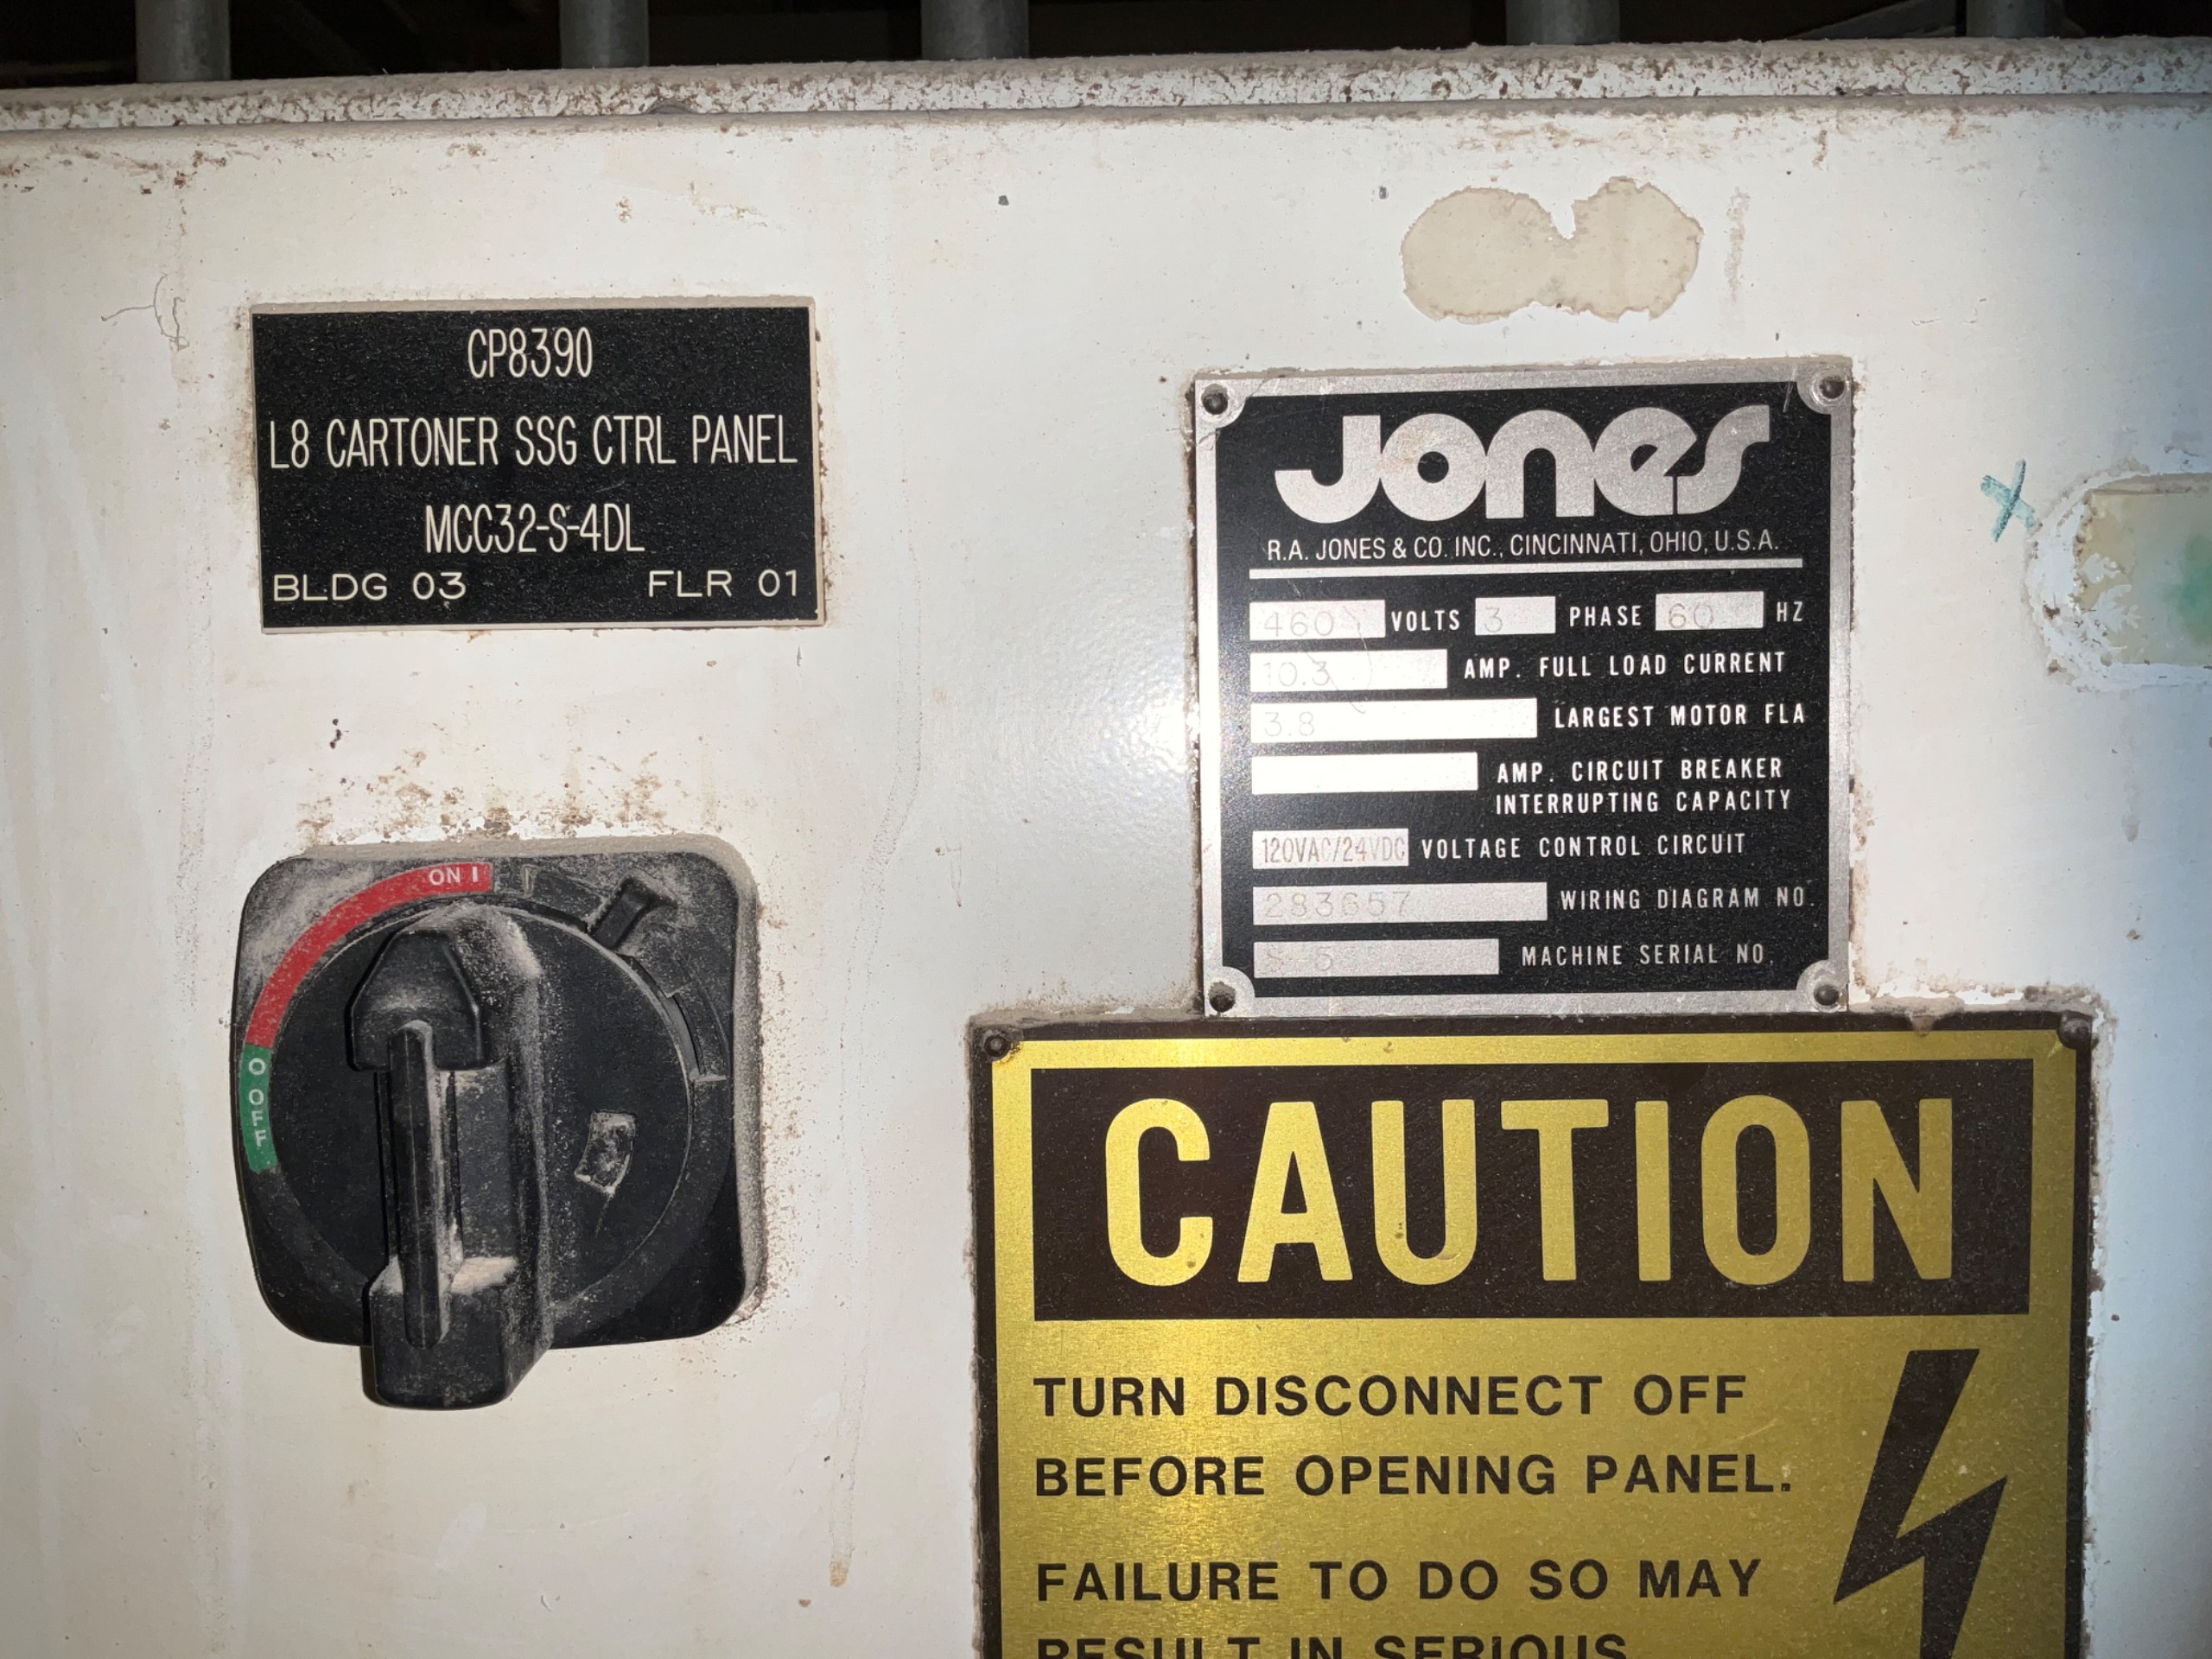 CP8390
L8 CARTONER SSG CTRL PANEL
MCC32-S-4DL
BLDG 03 FLR 01
ON I
O OFF
JONES
R.A. JONES & CO. INC., CINCINNATI, OHIO, U.S.A.
460 VOLTS 3 PHASE 60 HZ
10.3 AMP. FULL LOAD CURRENT
3.8 LARGEST MOTOR FLA
AMP. CIRCUIT BREAKER
INTERRUPTING CAPACITY
120VAC/24VDC VOLTAGE CONTROL CIRCUIT
283657 WIRING DIAGRAM NO.
MACHINE SERIAL NO.
CAUTION
TURN DISCONNECT OFF
BEFORE OPENING PANEL.
FAILURE TO DO SO MAY
RESULT IN SERIOUS